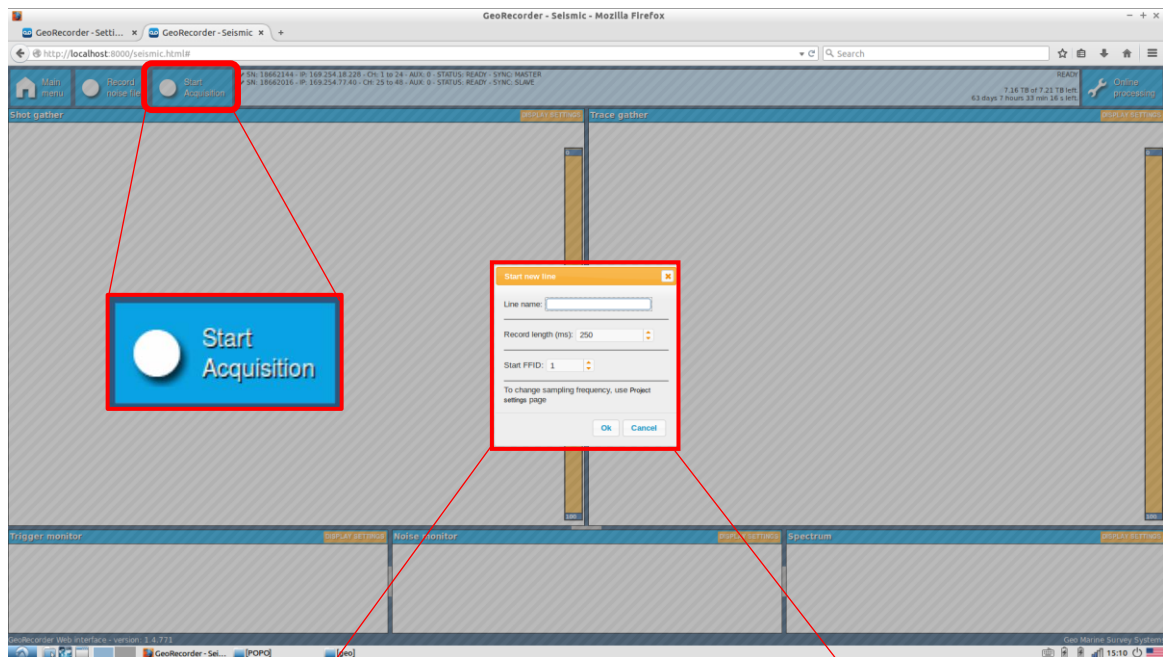 GeoRecorder - Seismic - Mozilla Firefox
GeoRecorder - Setti... × GeoRecorder - Seismic × +
http://localhost:8000/seismic.html# Search
Main menu
Record noise file
Start Acquisition
SN: 18662144 - IP: 169.254.18.226 - CH: 1 to 24 - AUX: 0 - STATUS: READY - SYNC: MASTER
SN: 18662016 - IP: 169.254.77.40 - CH: 25 to 48 - AUX: 0 - STATUS: READY - SYNC: SLAVE
READY
7.16 TB of 7.21 TB left
63 days 7 hours 33 min 16 s left
Online processing
Shot gather DISPLAY SETTINGS Trace gather DISPLAY SETTINGS
0 0
Start new line
Line name:
Record length (ms): 250
Start FFID: 1
To change sampling frequency, use Project
settings page
Ok Cancel
Start
Acquisition
100 100
Trigger monitor DISPLAY SETTINGS Noise monitor DISPLAY SETTINGS Spectrum DISPLAY SETTINGS
GeoRecorder Web interface - version: 1.4.771 Geo Marine Survey Systems
GeoRecorder - Sei... [POPO] [geo] 15:10